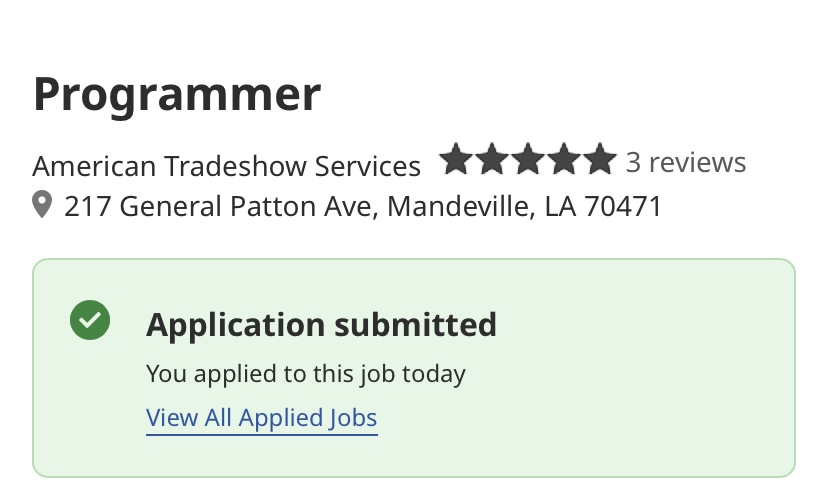 Programmer
American Tradeshow Services ★★★★★ 3 reviews
217 General Patton Ave, Mandeville, LA 70471
Application submitted
You applied to this job today
View All Applied Jobs